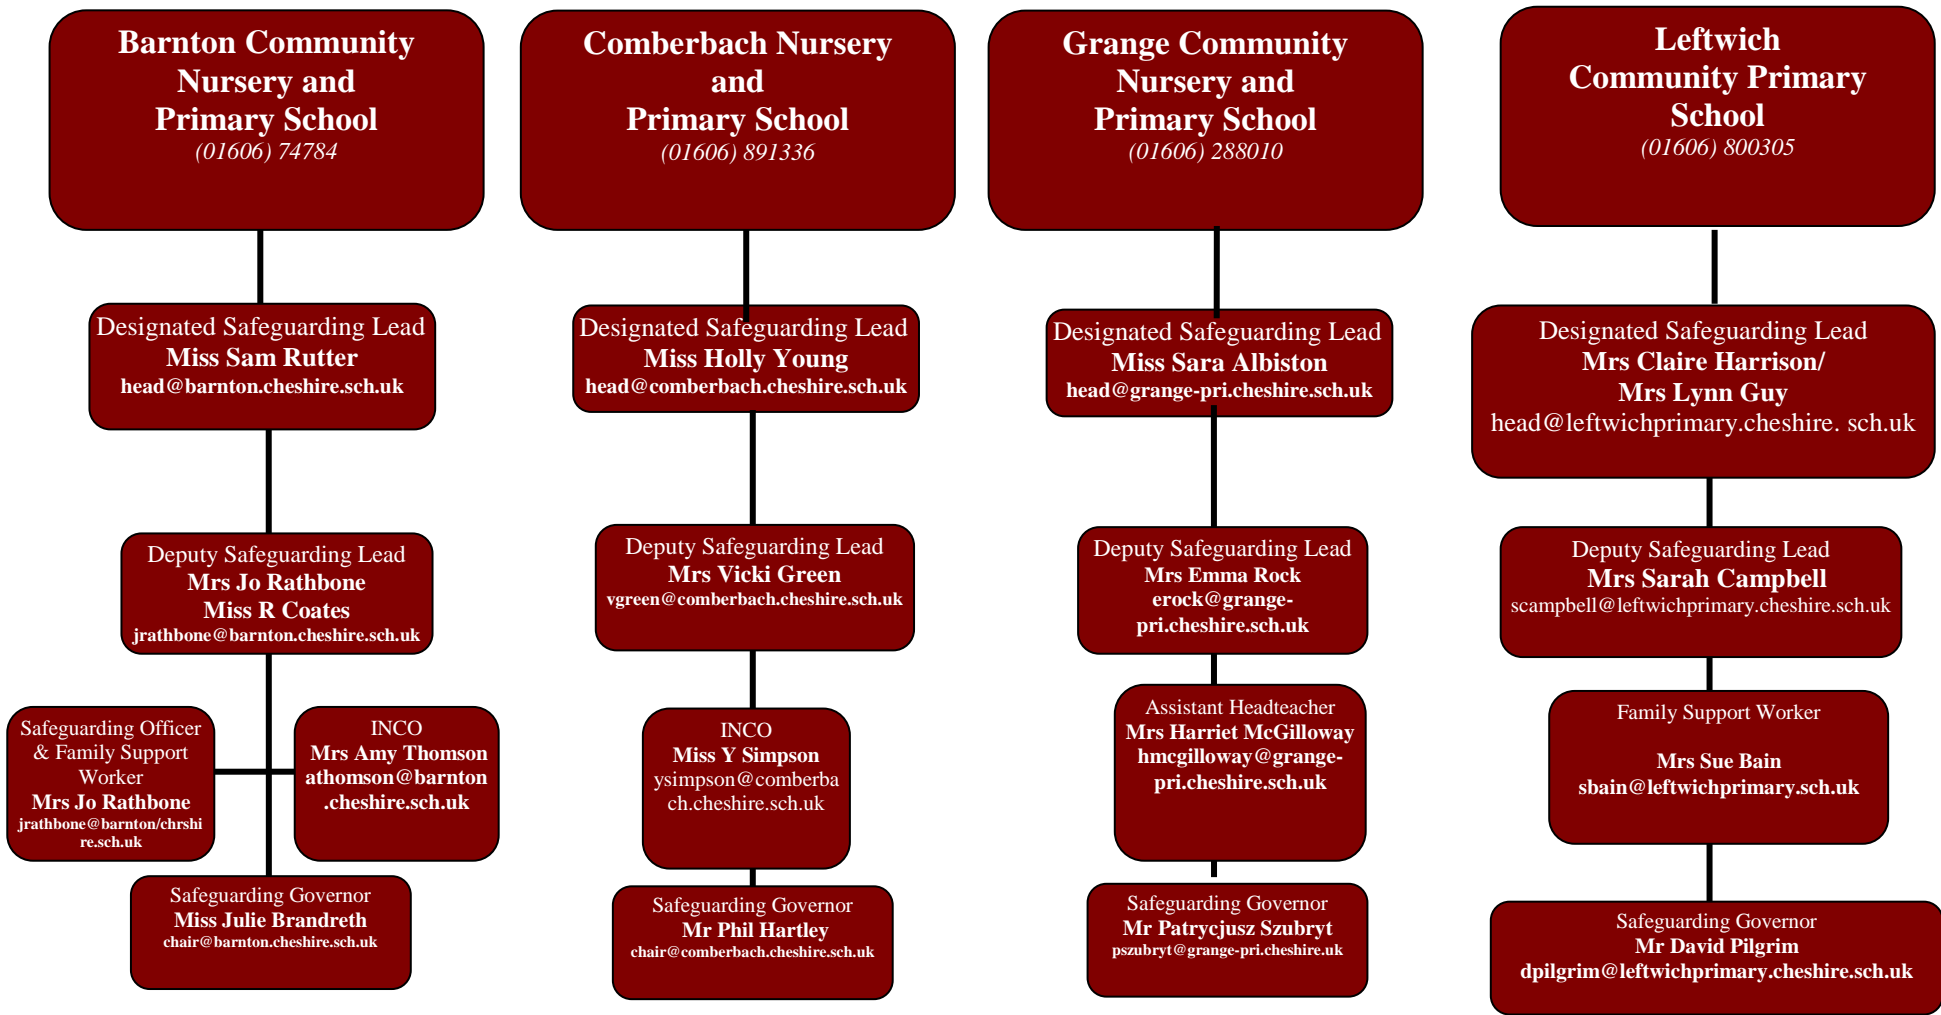 Barnton Community
Nursery and
Primary School
(01606) 74784
Designated Safeguarding Lead
Miss Sam Rutter
head@barnton.cheshire.sch.uk
Deputy Safeguarding Lead
Mrs Jo Rathbone
Miss R Coates
jrathbone@barnton.cheshire.sch.uk
Safeguarding Officer
& Family Support
Worker
Mrs Jo Rathbone
jrathbone@barnton/chrshi
re.sch.uk
INCO
Mrs Amy Thomson
athomson@barnton
.cheshire.sch.uk
Safeguarding Governor
Miss Julie Brandreth
chair@barnton.cheshire.sch.uk
Comberbach Nursery
and
Primary School
(01606) 891336
Designated Safeguarding Lead
Miss Holly Young
head@comberbach.cheshire.sch.uk
Deputy Safeguarding Lead
Mrs Vicki Green
vgreen@comberbach.cheshire.sch.uk
INCO
Miss Y Simpson
ysimpson@comberba
ch.cheshire.sch.uk
Safeguarding Governor
Mr Phil Hartley
chair@comberbach.cheshire.sch.uk
Grange Community
Nursery and
Primary School
(01606) 288010
Designated Safeguarding Lead
Miss Sara Albiston
head@grange-pri.cheshire.sch.uk
Deputy Safeguarding Lead
Mrs Emma Rock
erock@grange-
pri.cheshire.sch.uk
Assistant Headteacher
Mrs Harriet McGilloway
hmcgilloway@grange-
pri.cheshire.sch.uk
Safeguarding Governor
Mr Patrycjusz Szubryt
pszubryt@grange-pri.cheshire.uk
Leftwich
Community Primary
School
(01606) 800305
Designated Safeguarding Lead
Mrs Claire Harrison/
Mrs Lynn Guy
head@leftwichprimary.cheshire. sch.uk
Deputy Safeguarding Lead
Mrs Sarah Campbell
scampbell@leftwichprimary.cheshire.sch.uk
Family Support Worker
Mrs Sue Bain
sbain@leftwichprimary.sch.uk
Safeguarding Governor
Mr David Pilgrim
dpilgrim@leftwichprimary.cheshire.sch.uk